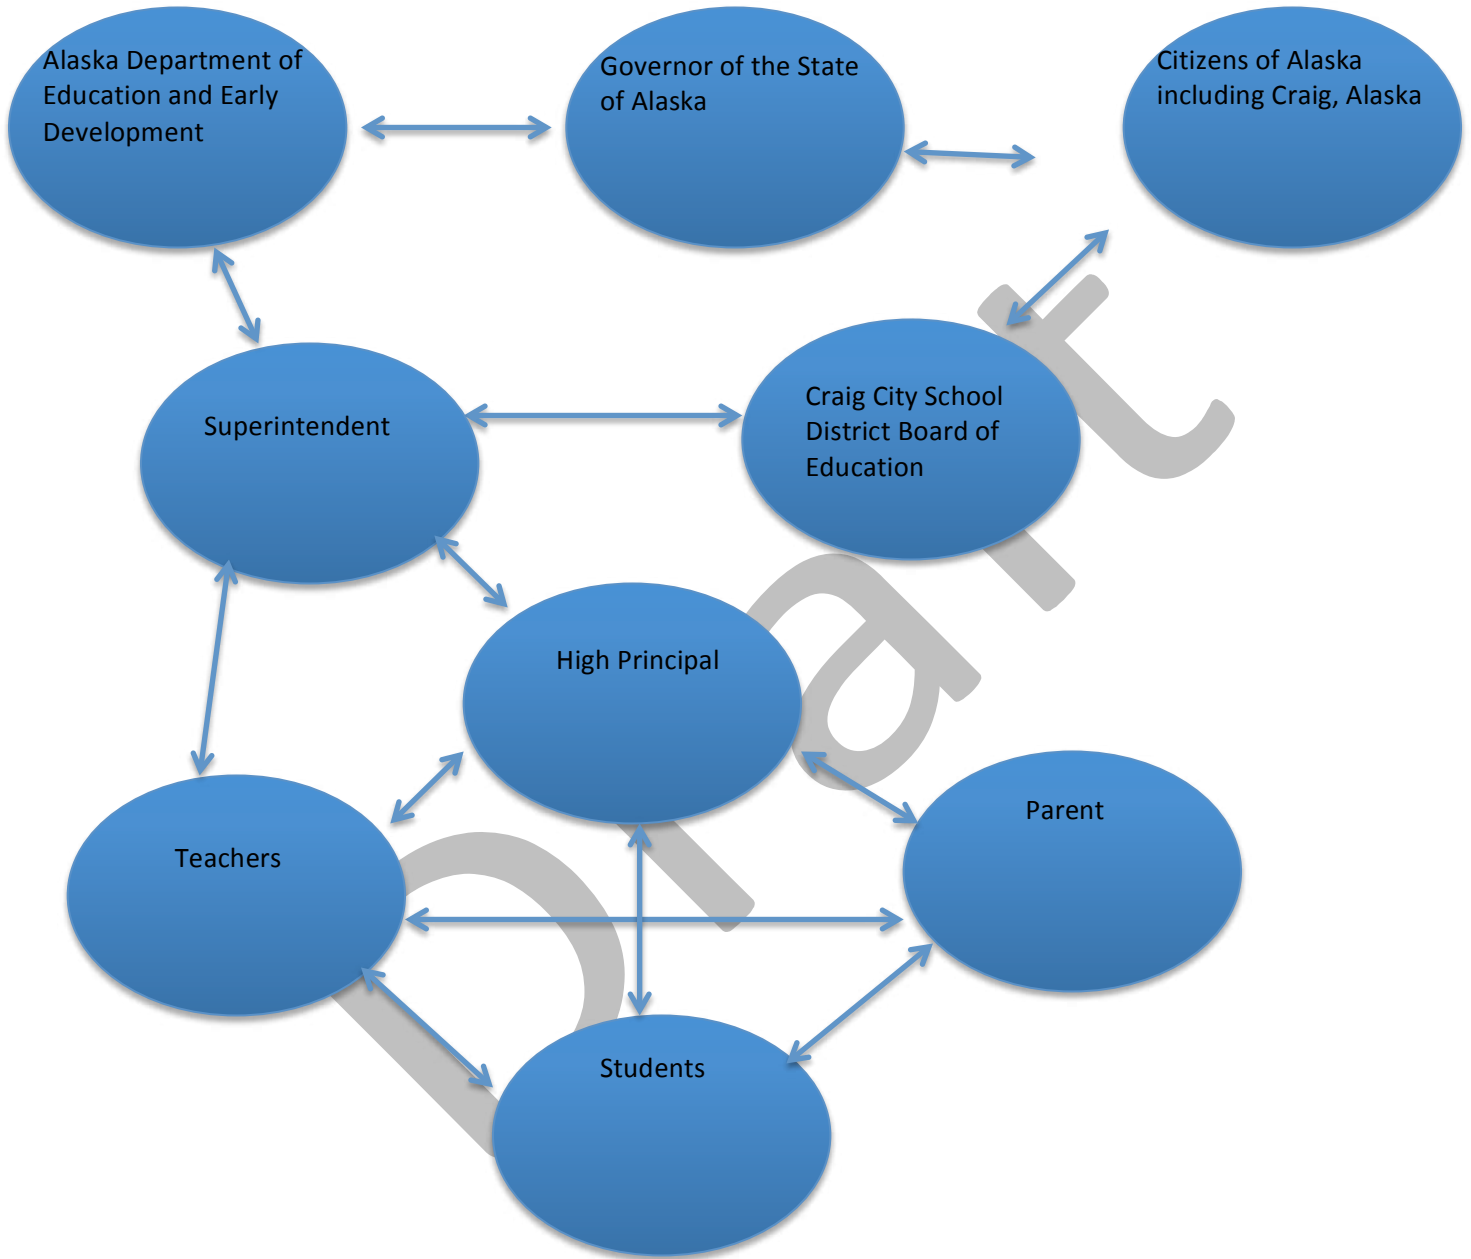 Alaska Department of
Education and Early
Development
Governor of the State
of Alaska
Citizens of Alaska
including Craig, Alaska
Superintendent
Craig City School
District Board of
Education
High Principal
Parent
Teachers
Students
Draft